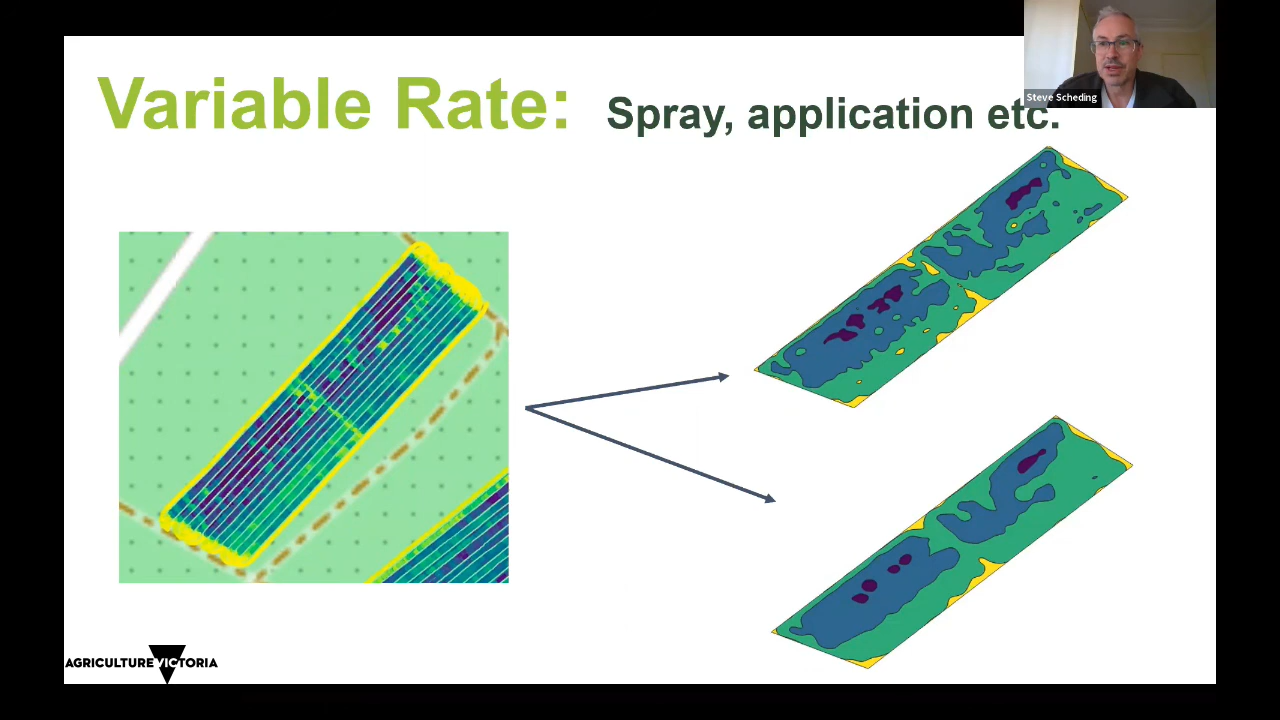 Variable Rate: Spray, application etc.
Steve Scheding
AGRICULTURE VICTORIA